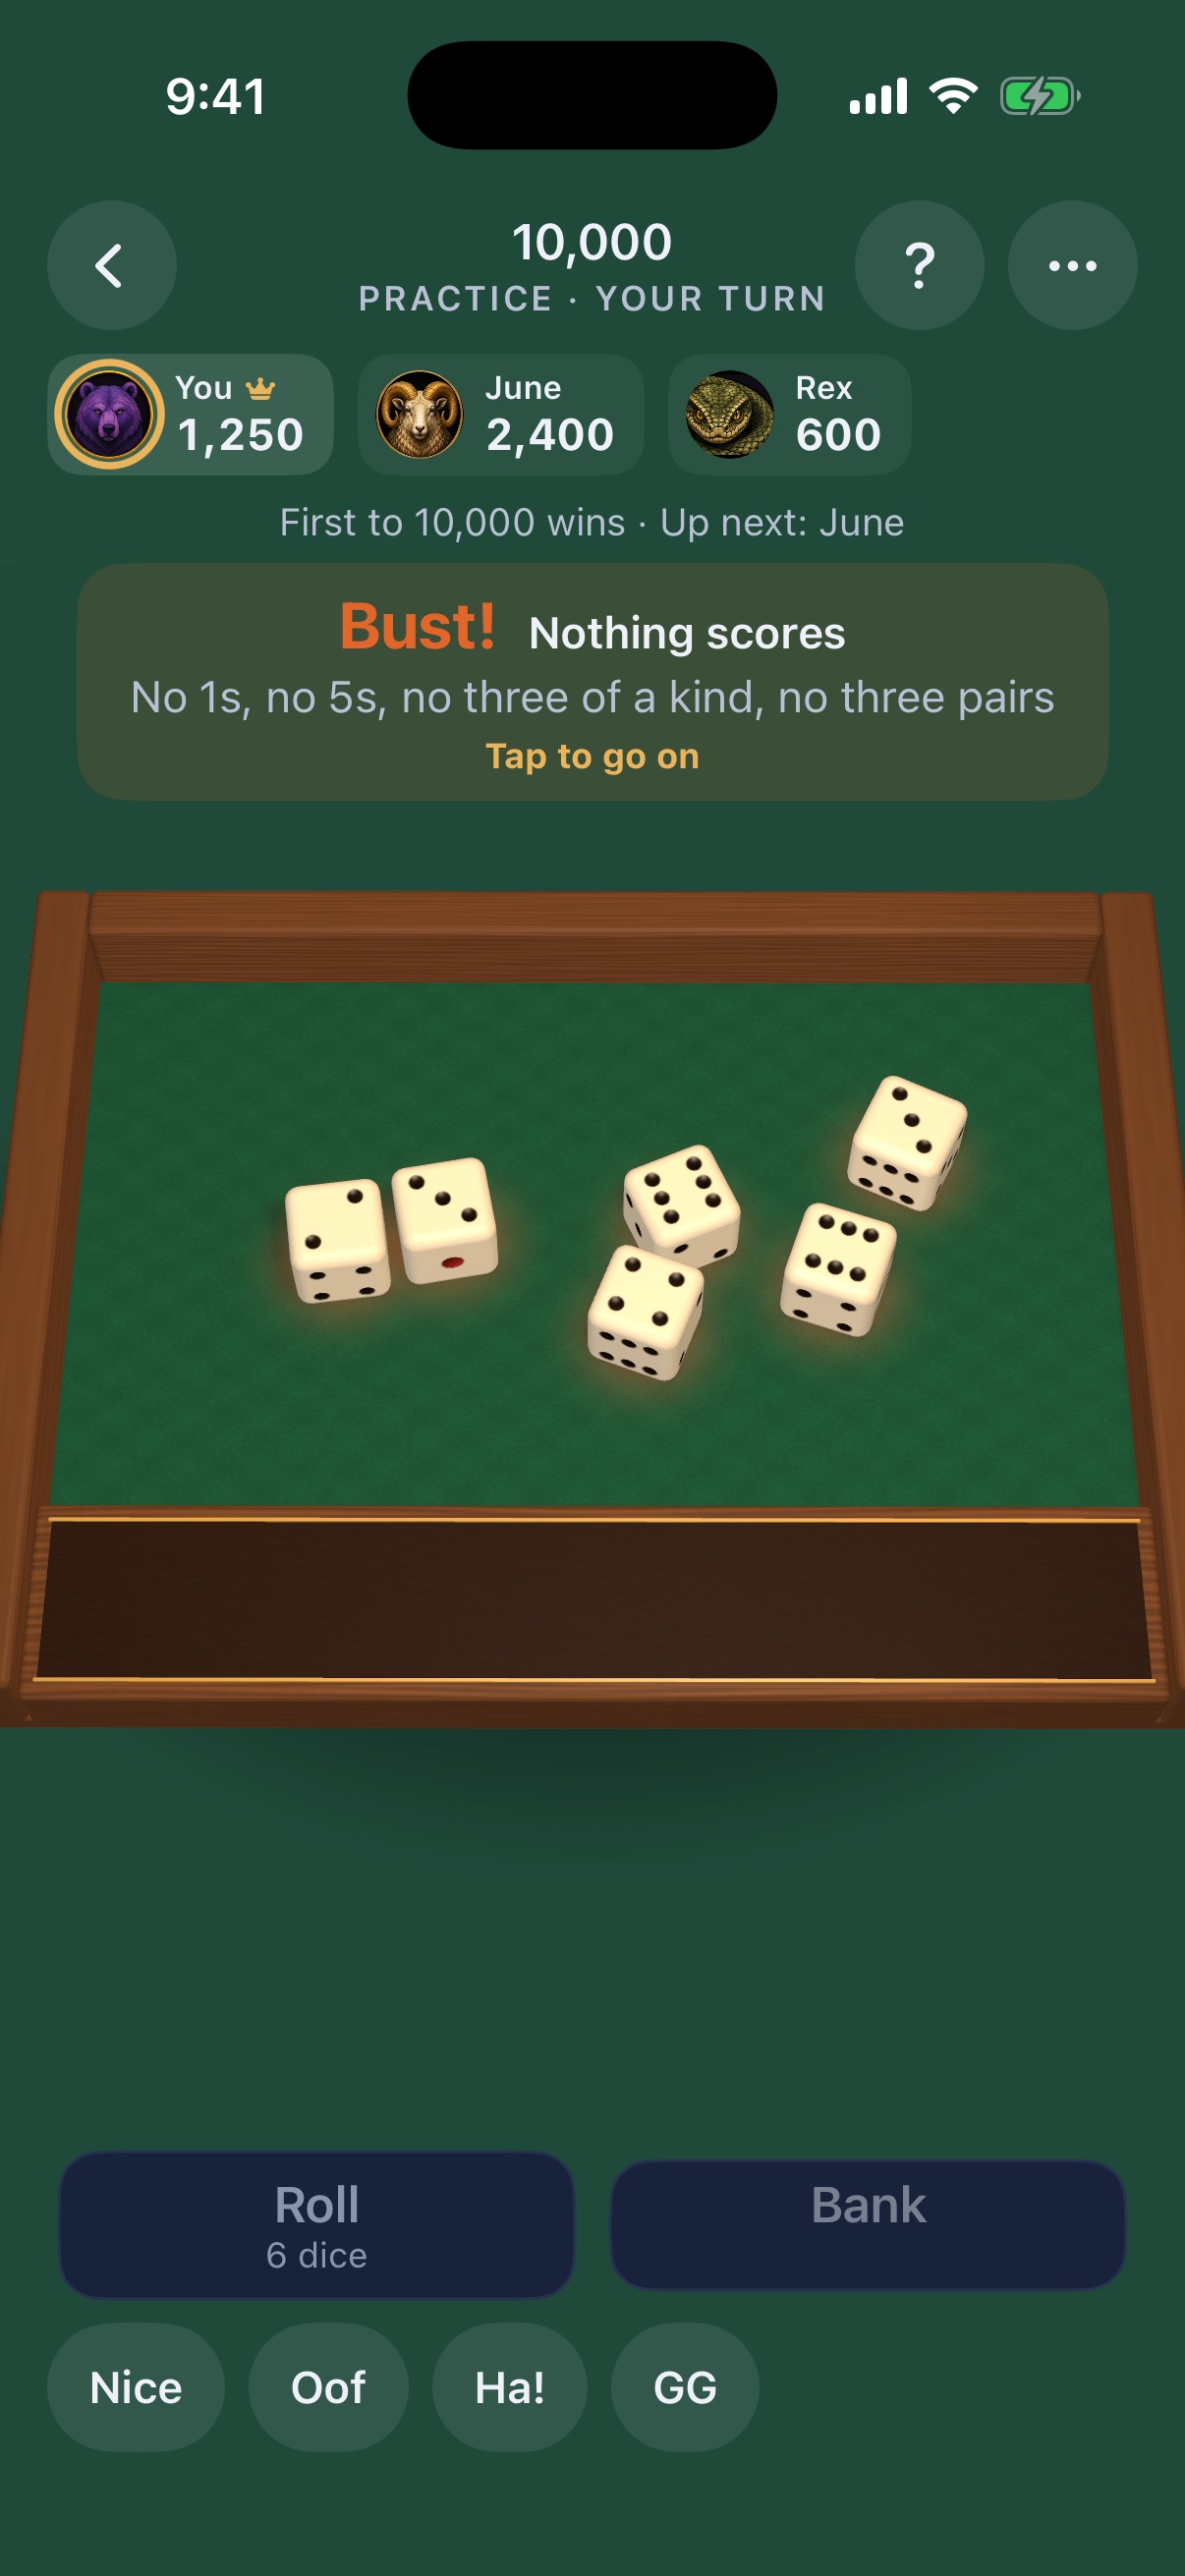 9:41
10,000
PRACTICE · YOUR TURN
?
You
1,250
June
2,400
Rex
600
First to 10,000 wins · Up next: June
Bust! Nothing scores
No 1s, no 5s, no three of a kind, no three pairs
Tap to go on
Roll
6 dice
Bank
Nice
Oof
Ha!
GG